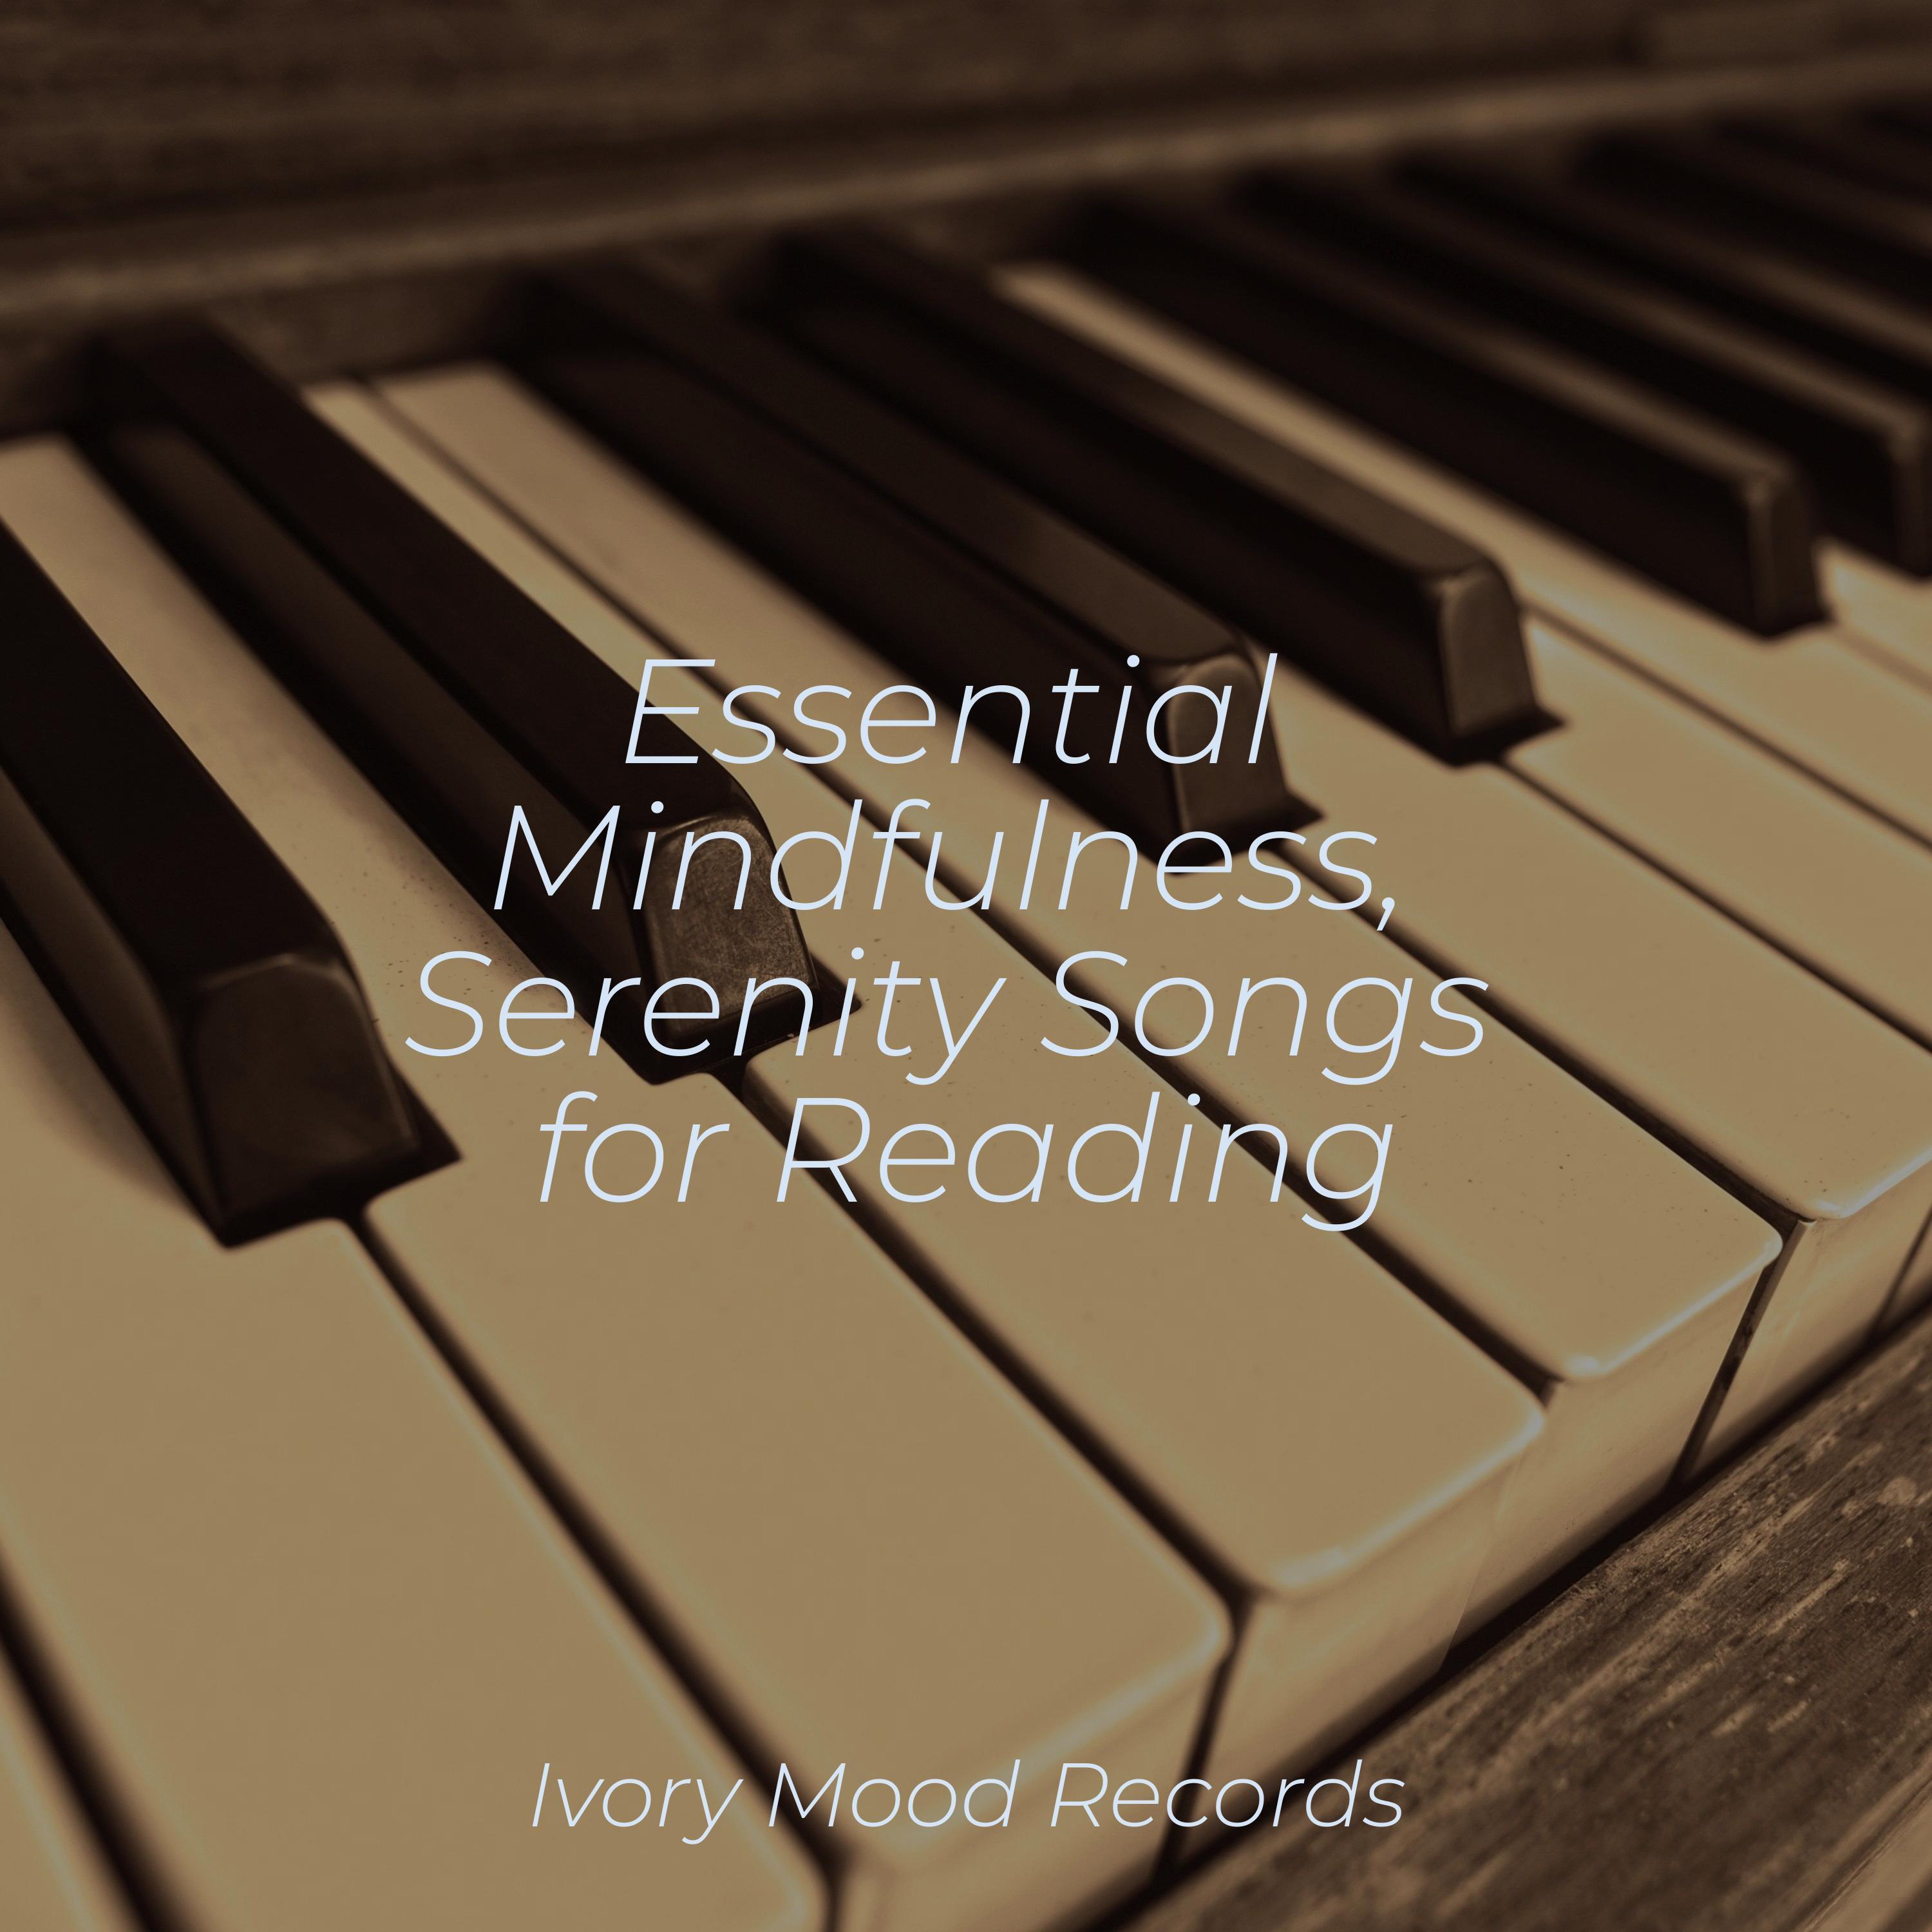 Essential
Mindfulness,
Serenity Songs
for Reading
Ivory Mood Records